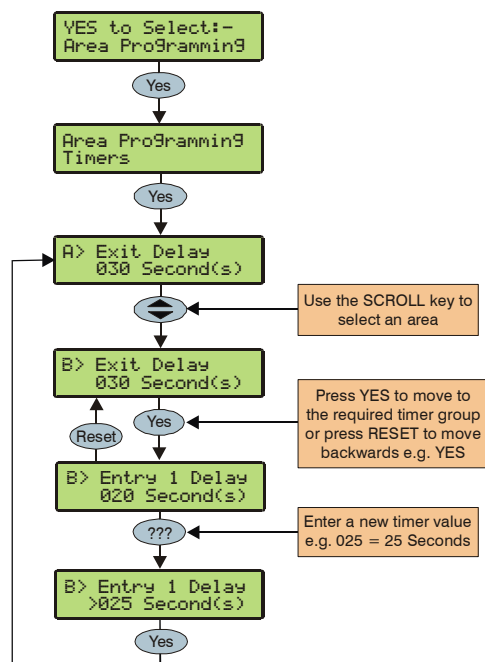 YES to Select:-
Area Programming
Yes
Area Programming
Timers
Yes
A> Exit Delay
030 Second(s)
Use the SCROLL key to
select an area
B> Exit Delay
030 Second(s)
Reset
Yes
Press YES to move to
the required timer group
or press RESET to move
backwards e.g. YES
B> Entry 1 Delay
020 Second(s)
???
Enter a new timer value
e.g. 025 = 25 Seconds
B> Entry 1 Delay
>025 Second(s)
Yes